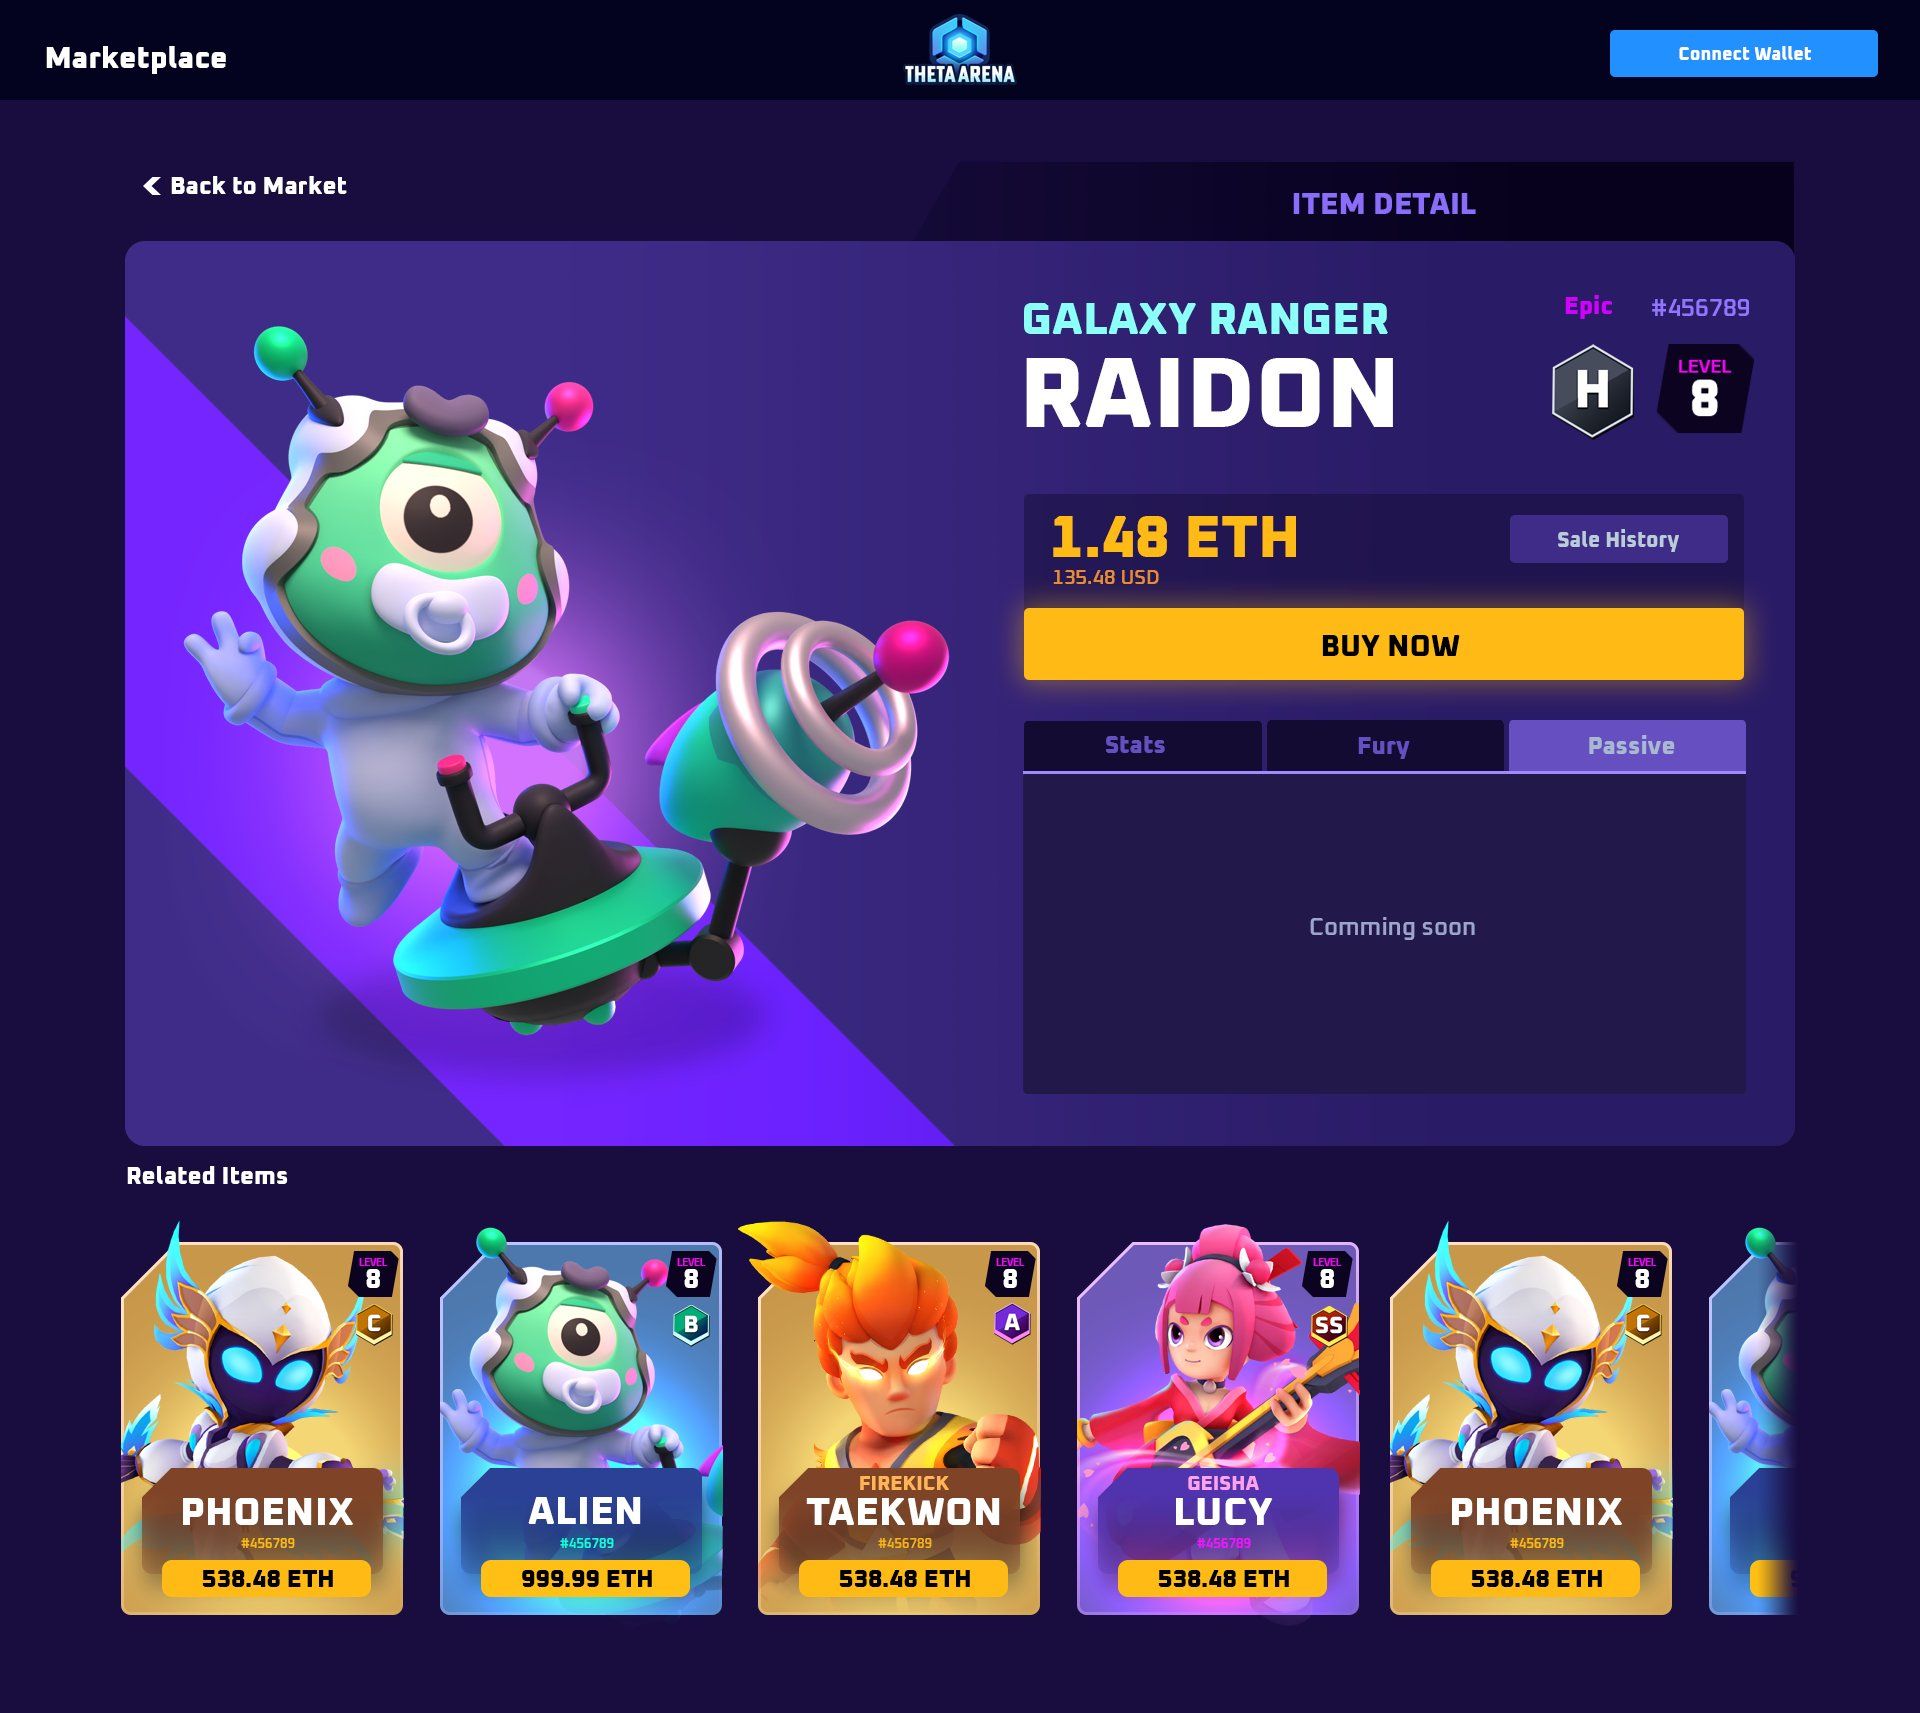 Marketplace
THETA ARENA
Connect Wallet
Back to Market
ITEM DETAIL
GALAXY RANGER
RAIDON
Epic
#456789
H
LEVEL
8
1.48 ETH
135.48 USD
Sale History
BUY NOW
Stats
Fury
Passive
Comming soon
Related Items
LEVEL
8
C
PHOENIX
#456789
538.48 ETH
LEVEL
8
B
ALIEN
#456789
999.99 ETH
LEVEL
8
A
FIREKICK
TAEKWON
#456789
538.48 ETH
LEVEL
8
SS
GEISHA
LUCY
#456789
538.48 ETH
LEVEL
8
C
PHOENIX
#456789
538.48 ETH